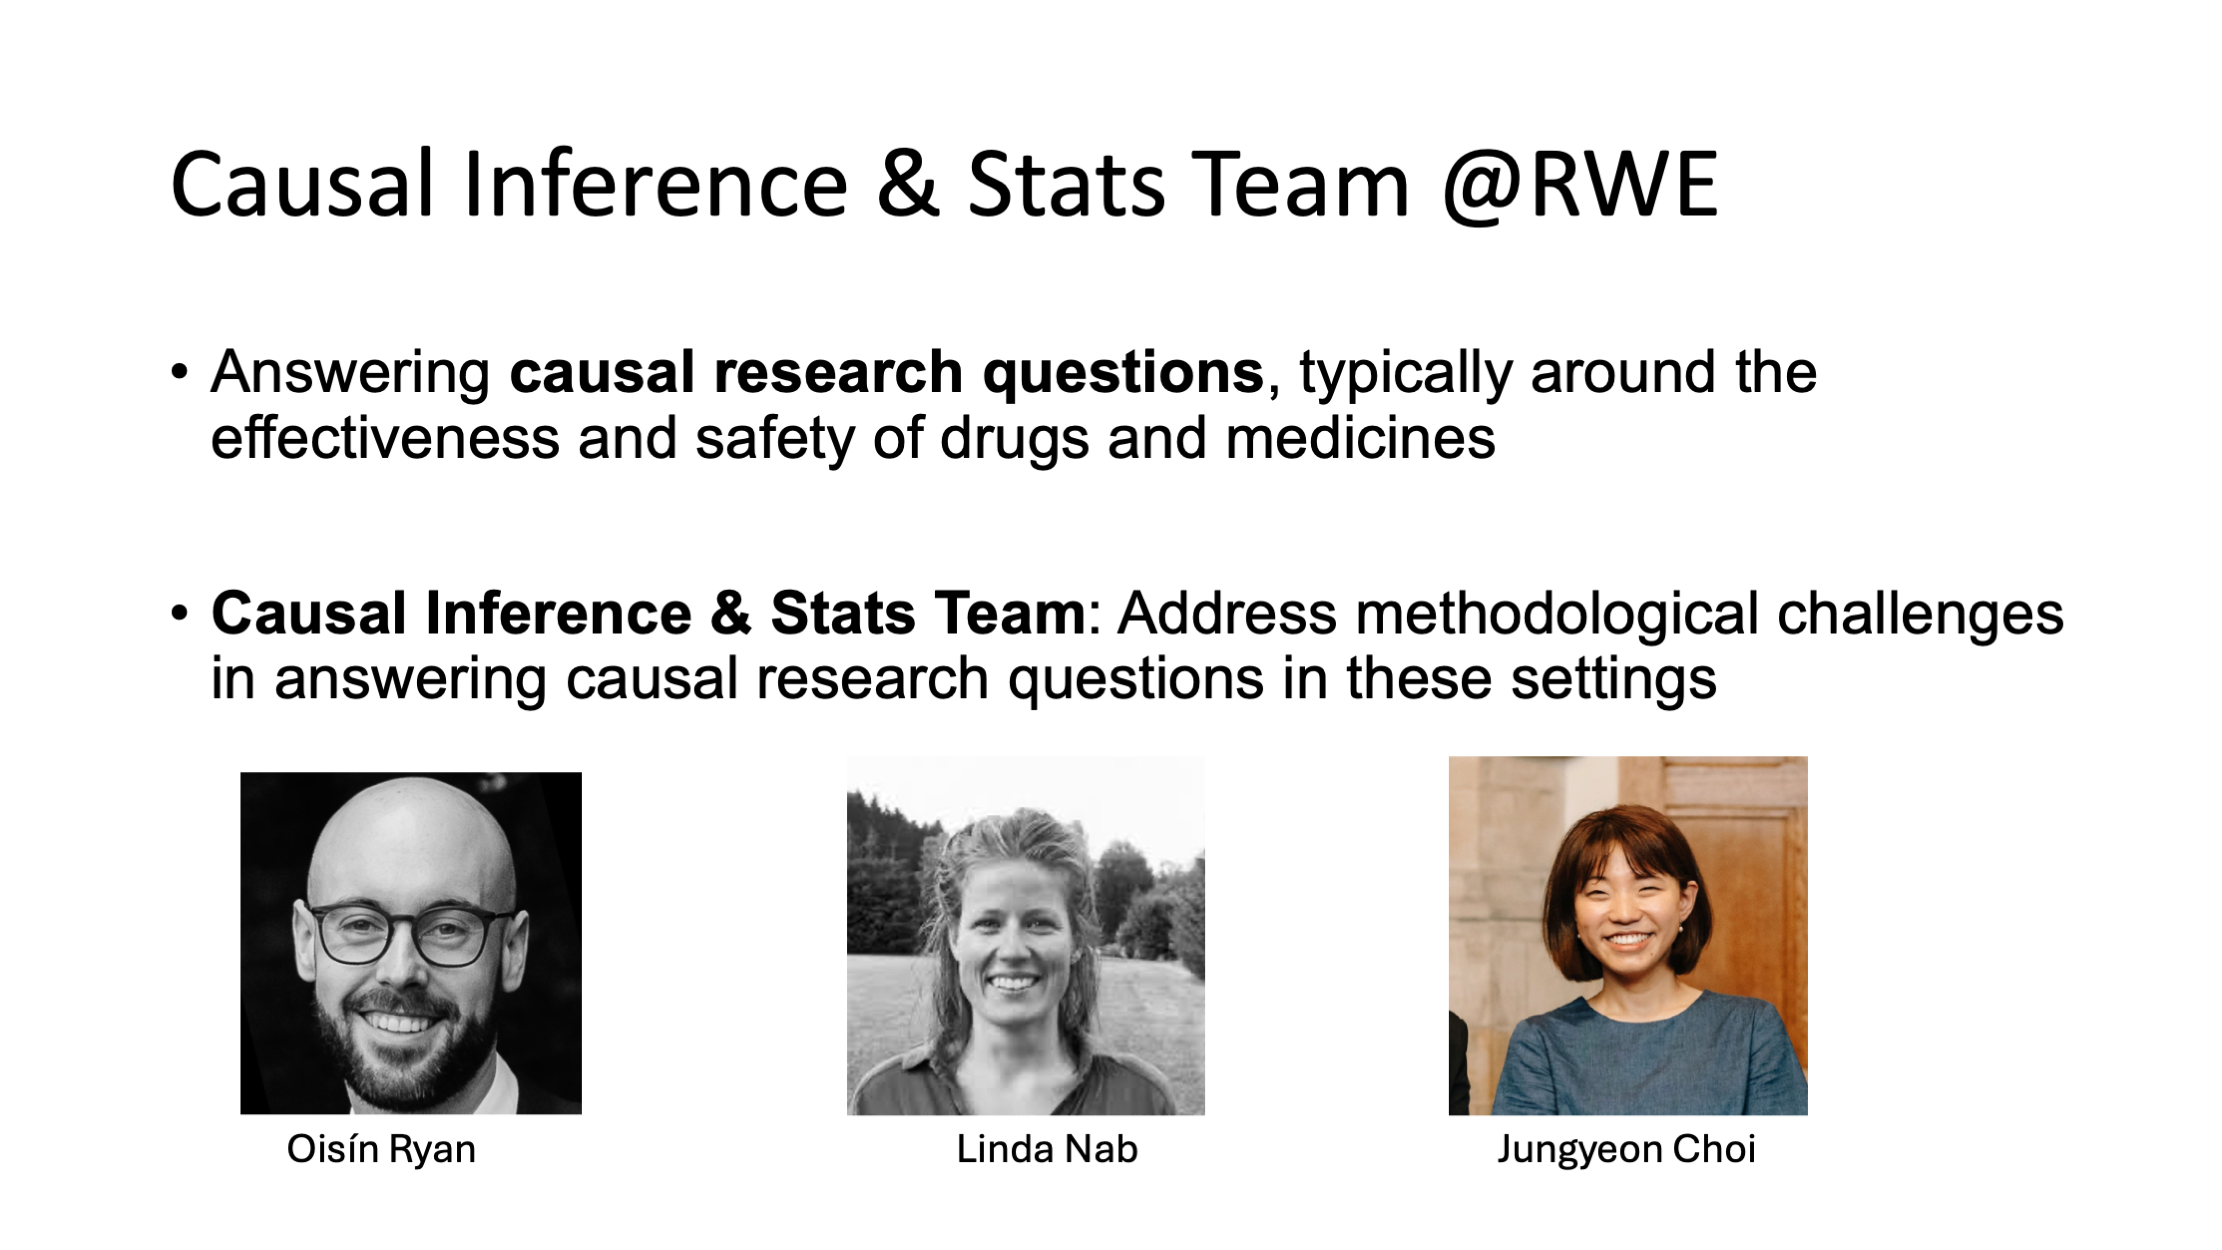 Causal Inference & Stats Team @RWE
• Answering causal research questions, typically around the
effectiveness and safety of drugs and medicines
• Causal Inference & Stats Team: Address methodological challenges
in answering causal research questions in these settings
Oisín Ryan
Linda Nab
Jungyeon Choi